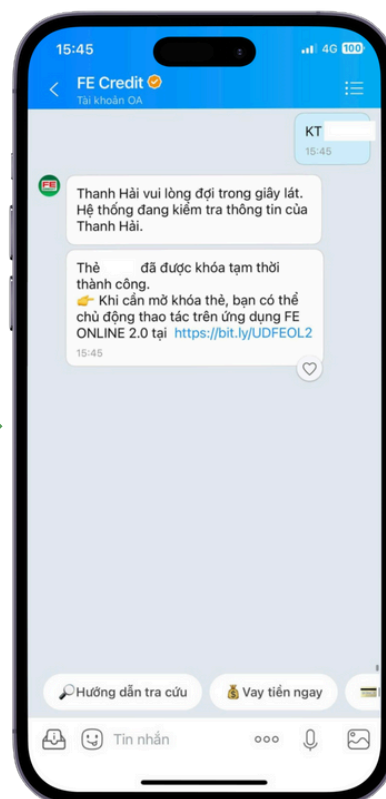 15:45
4G 100
FE Credit
Tài khoản OA
KT
15:45
FE
Thanh Hải vui lòng đợi trong giây lát.
Hệ thống đang kiểm tra thông tin của
Thanh Hải.
Thẻ đã được khóa tạm thời
thành công.
👉 Khi cần mở khóa thẻ, bạn có thể
chủ động thao tác trên ứng dụng FE
ONLINE 2.0 tại https://bit.ly/UDFEOL2
15:45
🔎Hướng dẫn tra cứu
💰 Vay tiền ngay
Tin nhắn